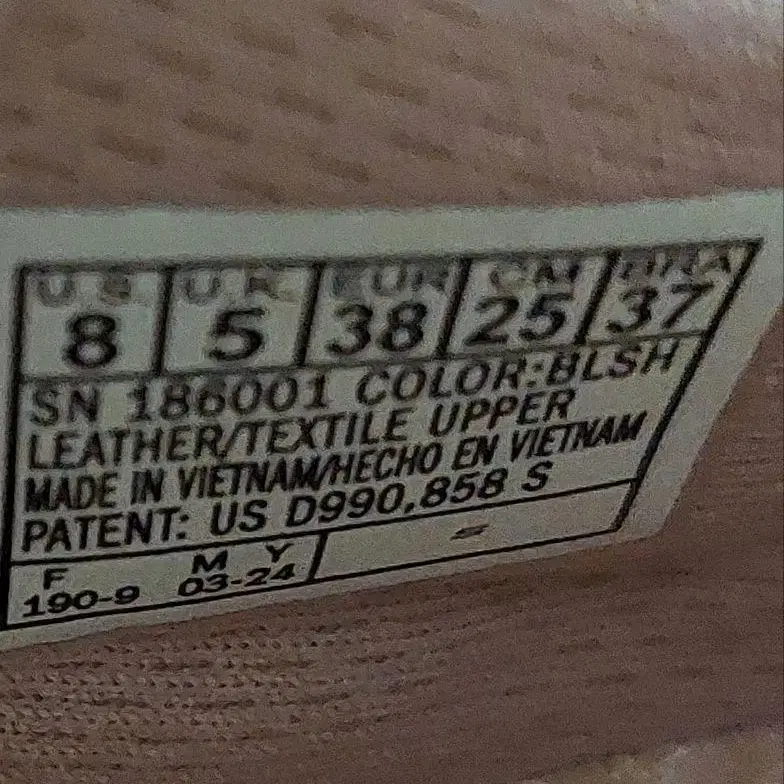 US UK EUR CM BRA
8 5 38 25 37
SN 186001 COLOR:BLSH
LEATHER/TEXTILE UPPER
MADE IN VIETNAM/HECHO EN VIETNAM
PATENT: US D990,858 S
F M Y
190-9 03-24